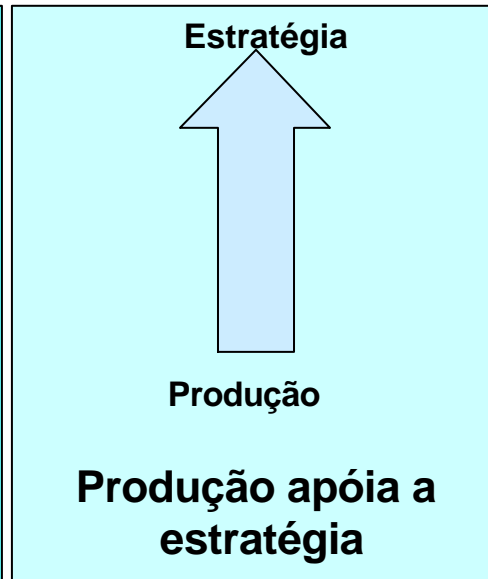 Estratégia
Produção
Produção apóia a
estratégia